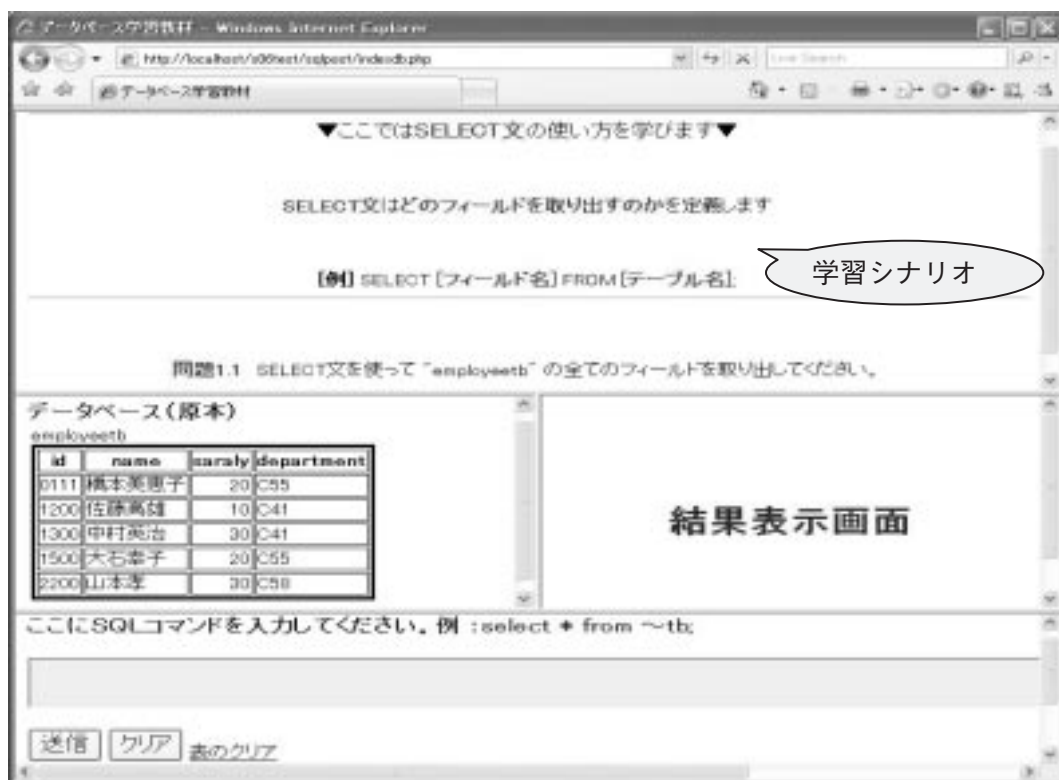 データベース学習教材 - Windows Internet Explorer
http://localhost/s06test/sqlpost/indexdb.php
Live Search
データベース学習教材
▼ここではSELECT文の使い方を学びます▼
SELECT文はどのフィールドを取り出すのかを定義します
【例】SELECT [フィールド名] FROM [テーブル名];
学習シナリオ
問題1.1 SELECT文を使って "employeetb" の全てのフィールドを取り出してください。
データベース(原本)
employeetb
id name saraly department
0111 橋本美恵子 20 C55
1200 佐藤高雄 10 C41
1300 中村英治 30 C41
1500 大石幸子 20 C55
2200 山本孝 30 C58
結果表示画面
ここにSQLコマンドを入力してください。例 :select * from ～tb;
送信 クリア 表のクリア